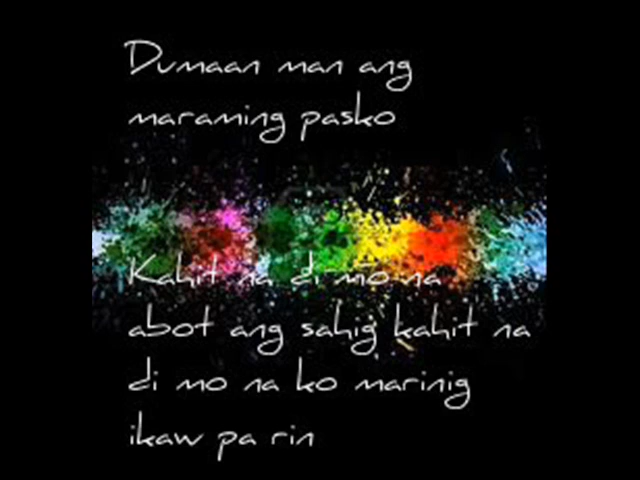 Dumaan man ang
maraming pasko
Kahit na di mo na
abot ang sahig kahit na
di mo na ko marinig
ikaw pa rin